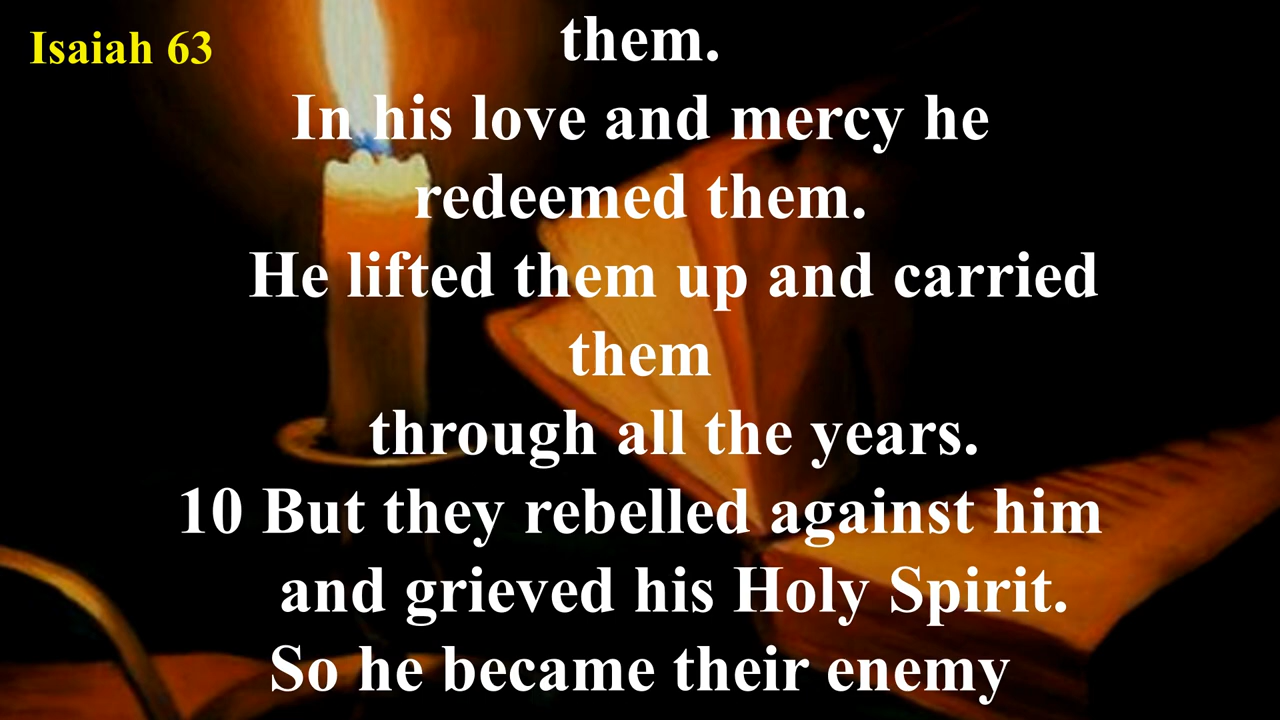 Isaiah 63
them.
In his love and mercy he
redeemed them.
He lifted them up and carried
them
through all the years.
10 But they rebelled against him
and grieved his Holy Spirit.
So he became their enemy